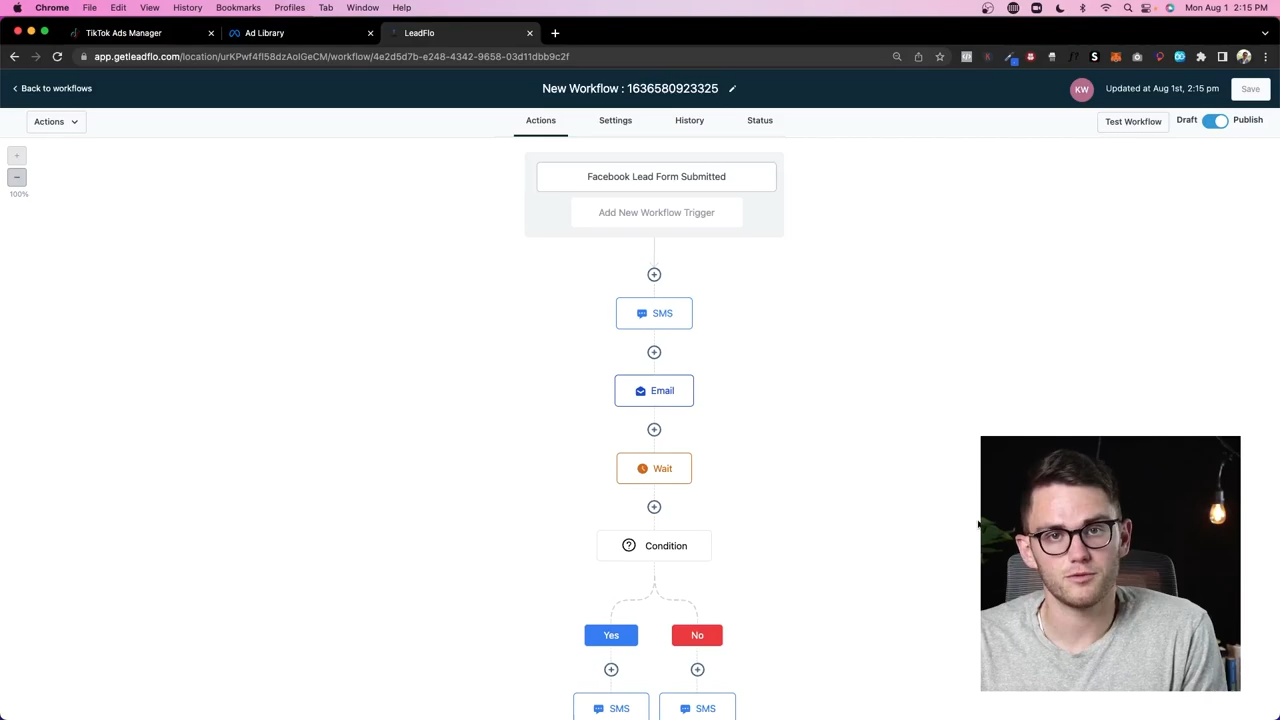 Chrome File Edit View History Bookmarks Profiles Tab Window Help Mon Aug 1 2:15 PM
TikTok Ads Manager Ad Library LeadFlo
app.getleadflo.com/location/urKPwf4fl58dzAoIGeCM/workflow/4e2d5d7b-e248-4342-9658-03d11dbb9c2f
Back to workflows New Workflow : 1636580923325 KW Updated at Aug 1st, 2:15 pm Save
Actions Actions Settings History Status Test Workflow Draft Publish
100%
Facebook Lead Form Submitted
Add New Workflow Trigger
SMS
Email
Wait
Condition
Yes No
SMS SMS